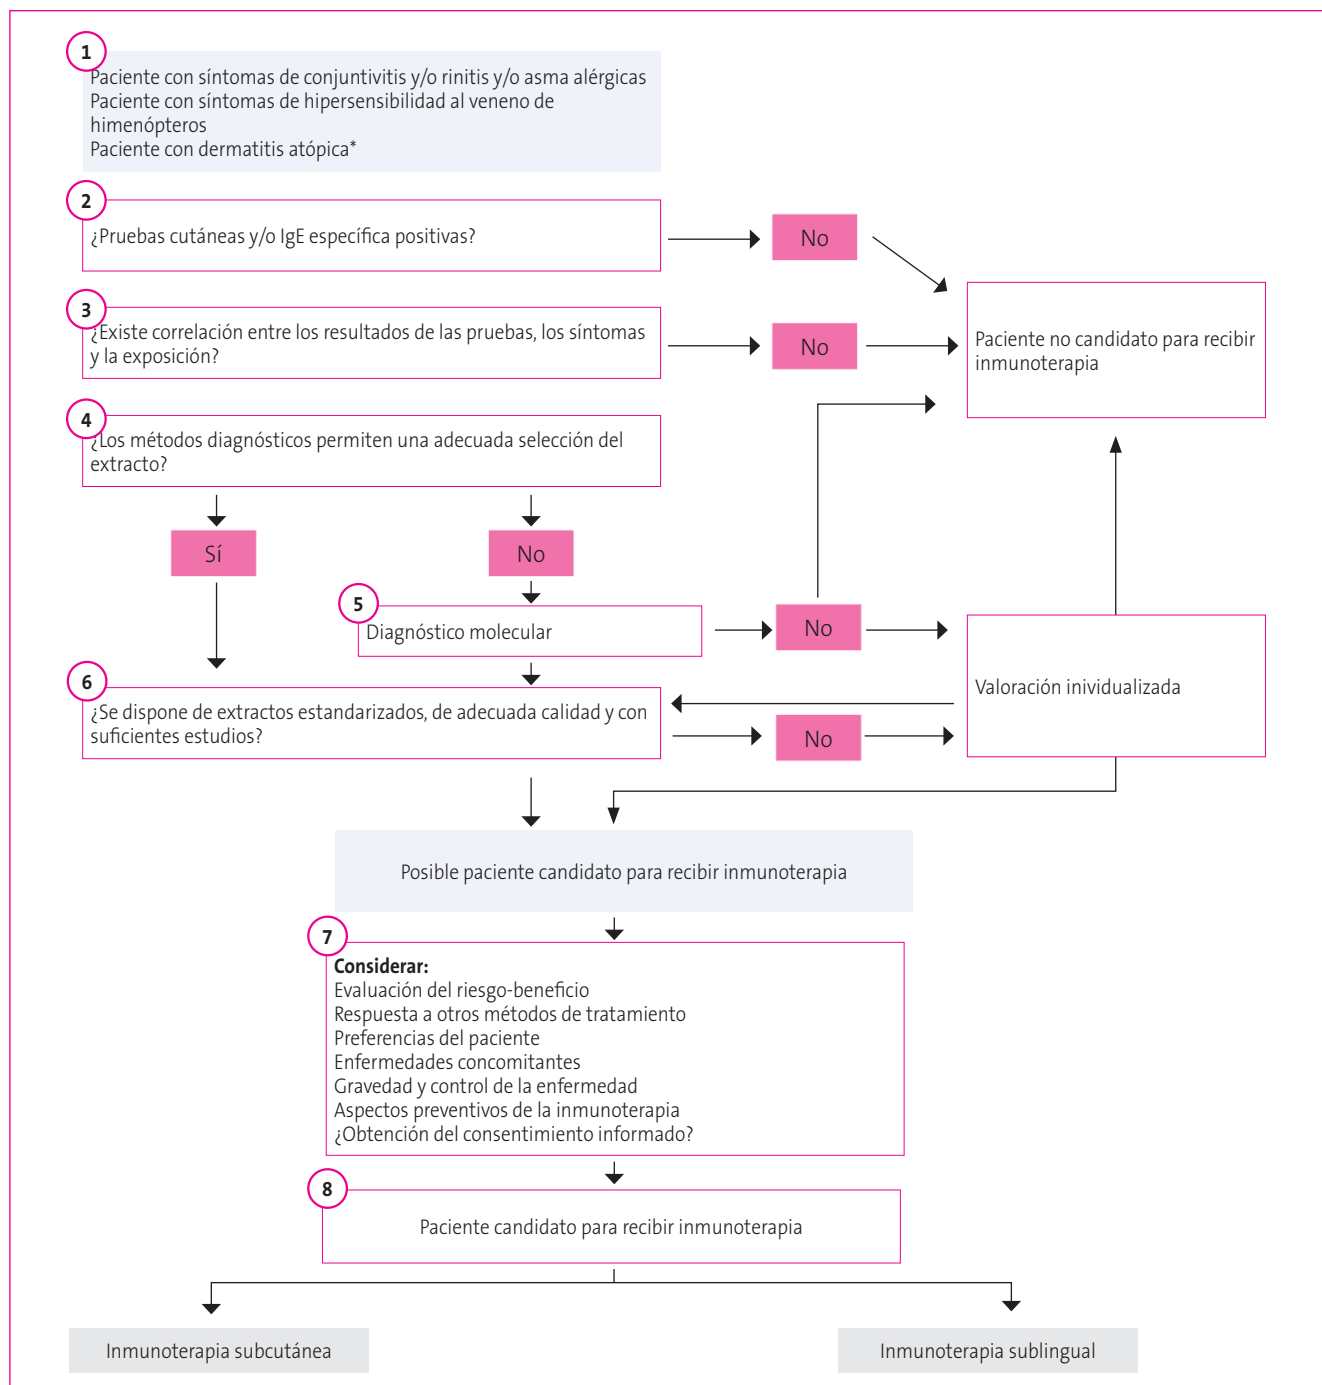 1
Paciente con síntomas de conjuntivitis y/o rinitis y/o asma alérgicas
Paciente con síntomas de hipersensibilidad al veneno de
himenópteros
Paciente con dermatitis atópica*
2
¿Pruebas cutáneas y/o IgE específica positivas?
No
3
¿Existe correlación entre los resultados de las pruebas, los síntomas
y la exposición?
No
Paciente no candidato para recibir
inmunoterapia
4
¿Los métodos diagnósticos permiten una adecuada selección del
extracto?
Sí
No
5
Diagnóstico molecular
No
Valoración inividualizada
6
¿Se dispone de extractos estandarizados, de adecuada calidad y con
suficientes estudios?
No
Posible paciente candidato para recibir inmunoterapia
7
Considerar:
Evaluación del riesgo-beneficio
Respuesta a otros métodos de tratamiento
Preferencias del paciente
Enfermedades concomitantes
Gravedad y control de la enfermedad
Aspectos preventivos de la inmunoterapia
¿Obtención del consentimiento informado?
8
Paciente candidato para recibir inmunoterapia
Inmunoterapia subcutánea
Inmunoterapia sublingual